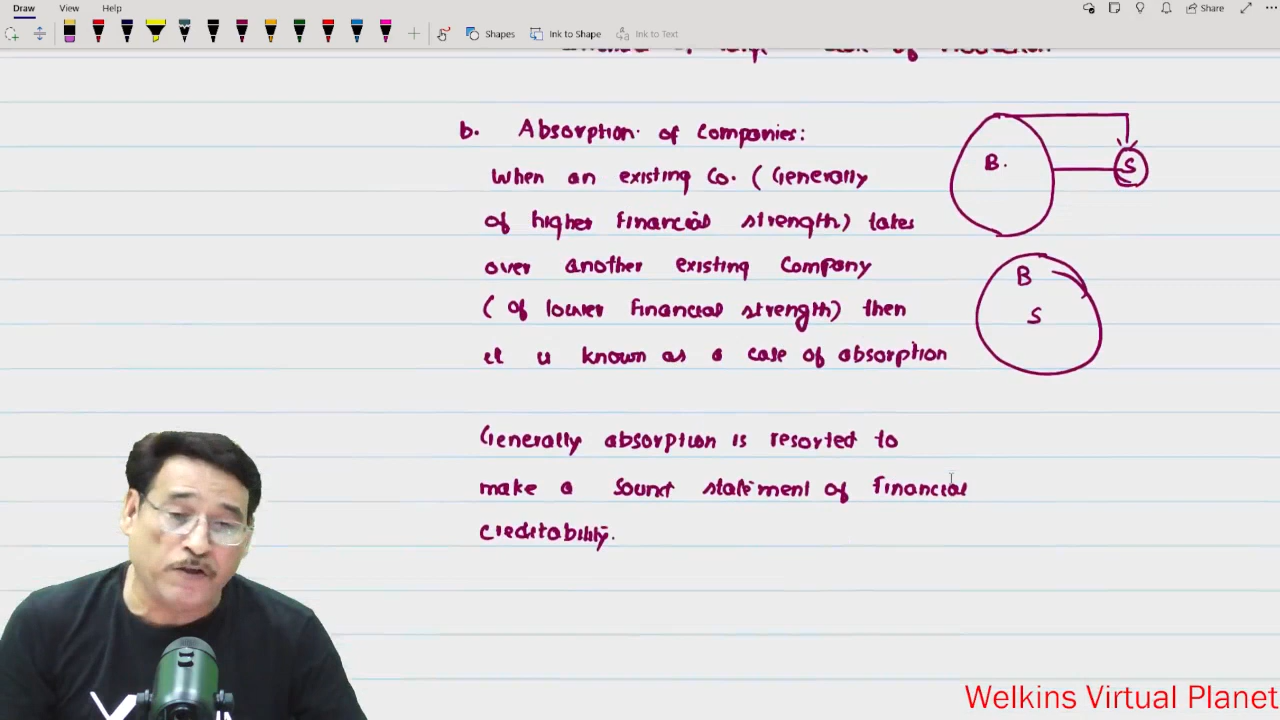 Draw View Help
Share
Shapes Ink to Shape Ink to Text
of
b. Absorption of Companies:
When an existing Co. (Generally
of higher financial strength) takes
over another existing Company
(of lower financial strength) then
it is known as a case of absorption
B.
S
B
S
Generally absorption is resorted to
make a sound statement of financial
creditability.
Welkins Virtual Planet